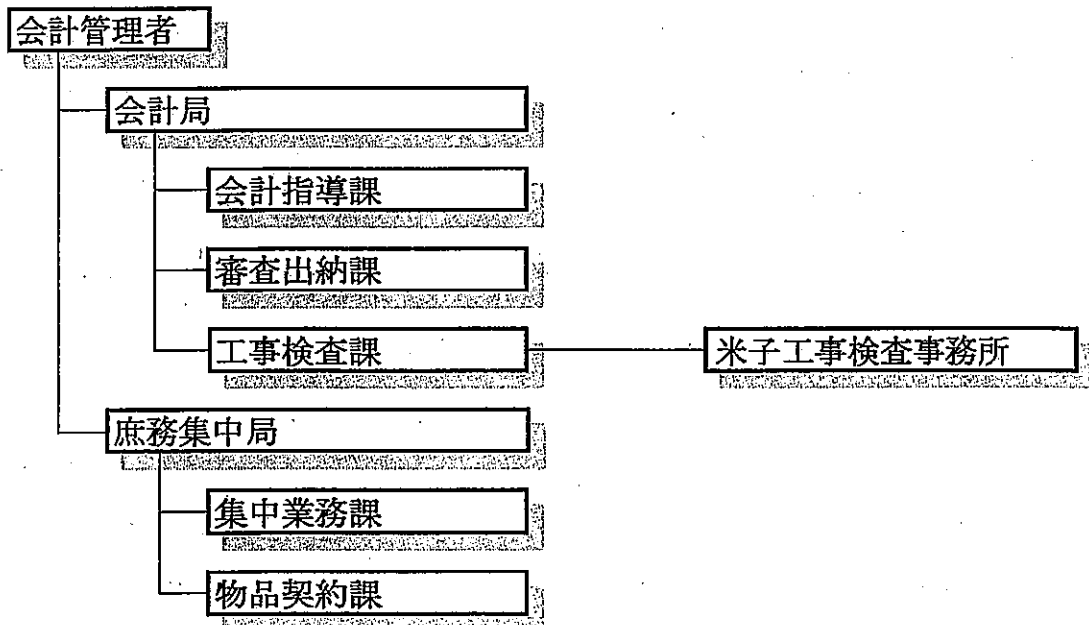 会計管理者
会計局
会計指導課
審査出納課
工事検査課
米子工事検査事務所
庶務集中局
集中業務課
物品契約課